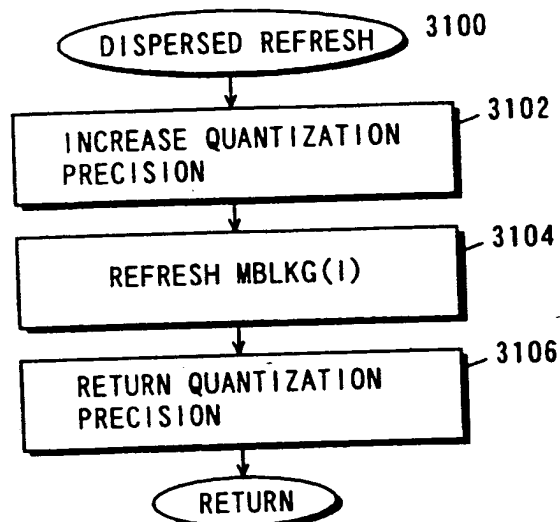 DISPERSED REFRESH
3100
INCREASE QUANTIZATION
PRECISION
3102
REFRESH MBLKG(I)
3104
RETURN QUANTIZATION
PRECISION
3106
RETURN